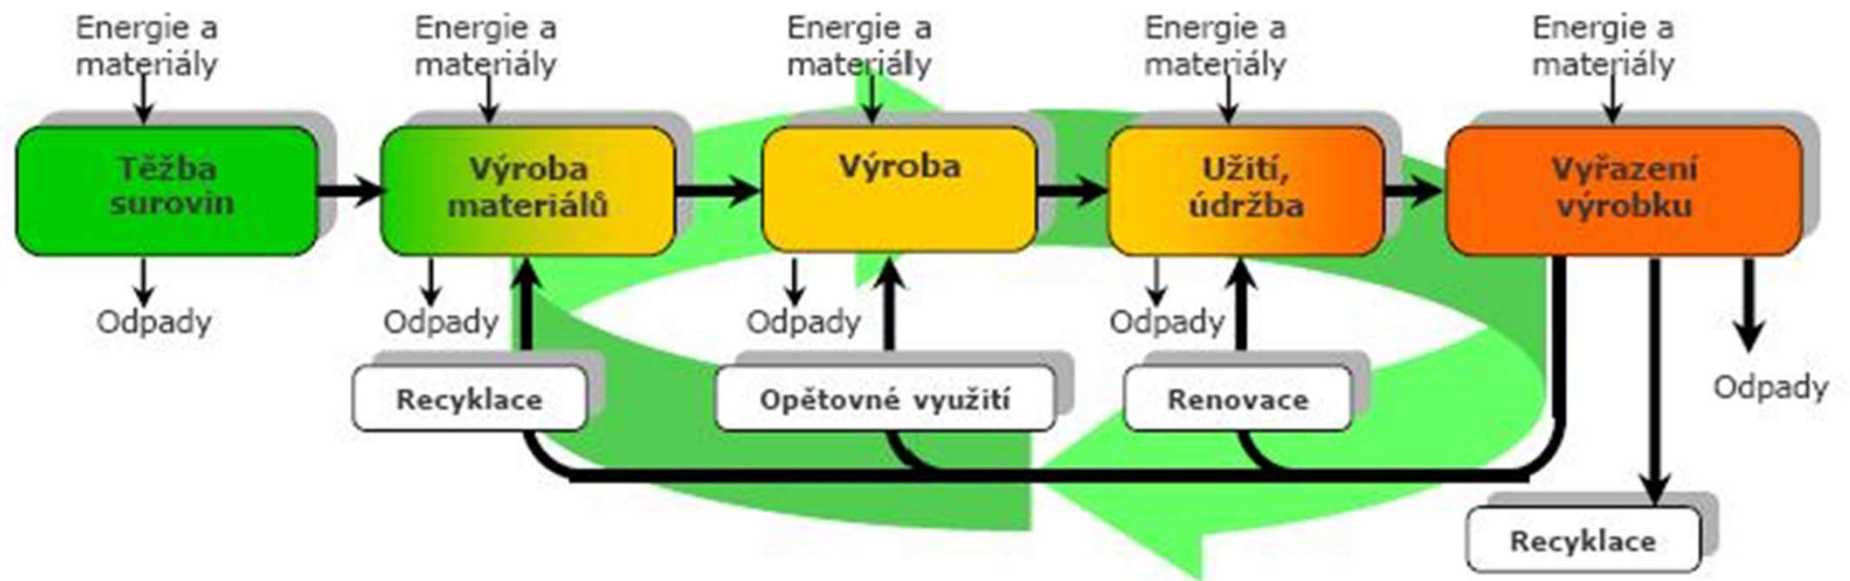 Energie a
materiály
Energie a
materiály
Energie a
materiály
Energie a
materiály
Energie a
materiály
Těžba
surovin
Výroba
materiálů
Výroba
Užití,
údržba
Vyřazení
výrobku
Odpady
Odpady
Odpady
Odpady
Odpady
Recyklace
Opětovné využití
Renovace
Recyklace